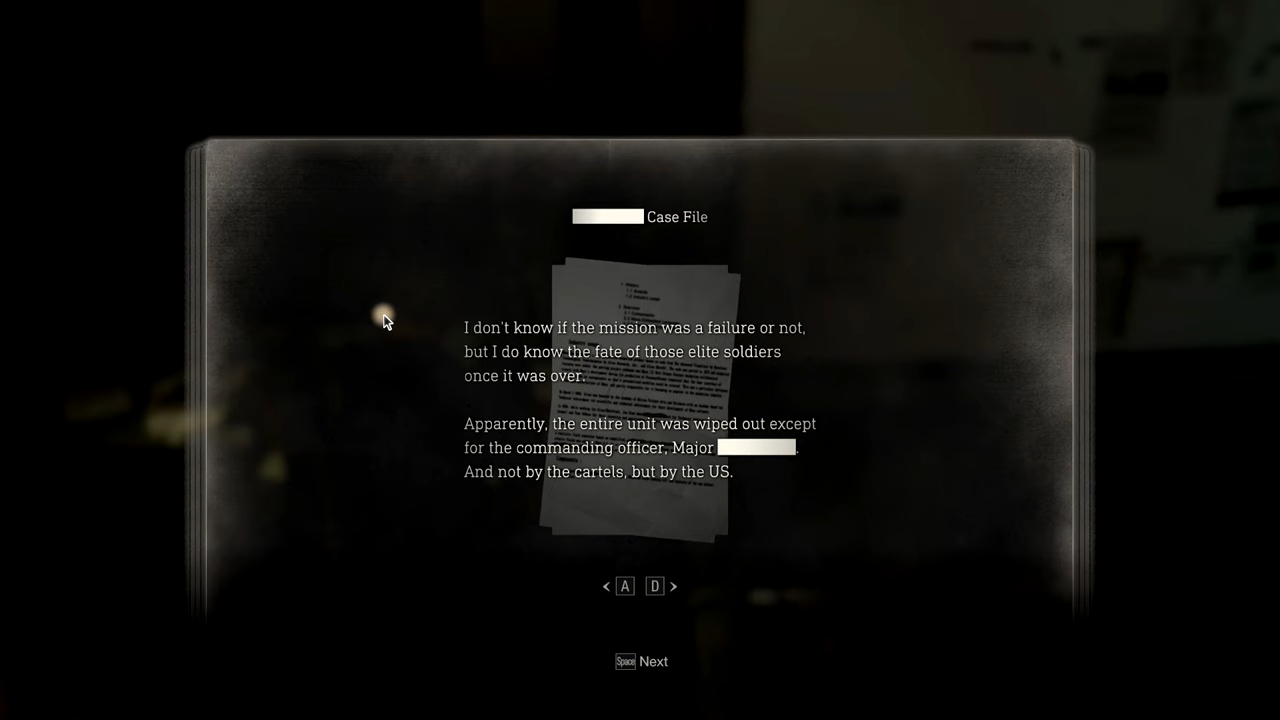 Case File
I don't know if the mission was a failure or not,
but I do know the fate of those elite soldiers
once it was over.
Apparently, the entire unit was wiped out except
for the commanding officer, Major .
And not by the cartels, but by the US.
< A D >
Space Next